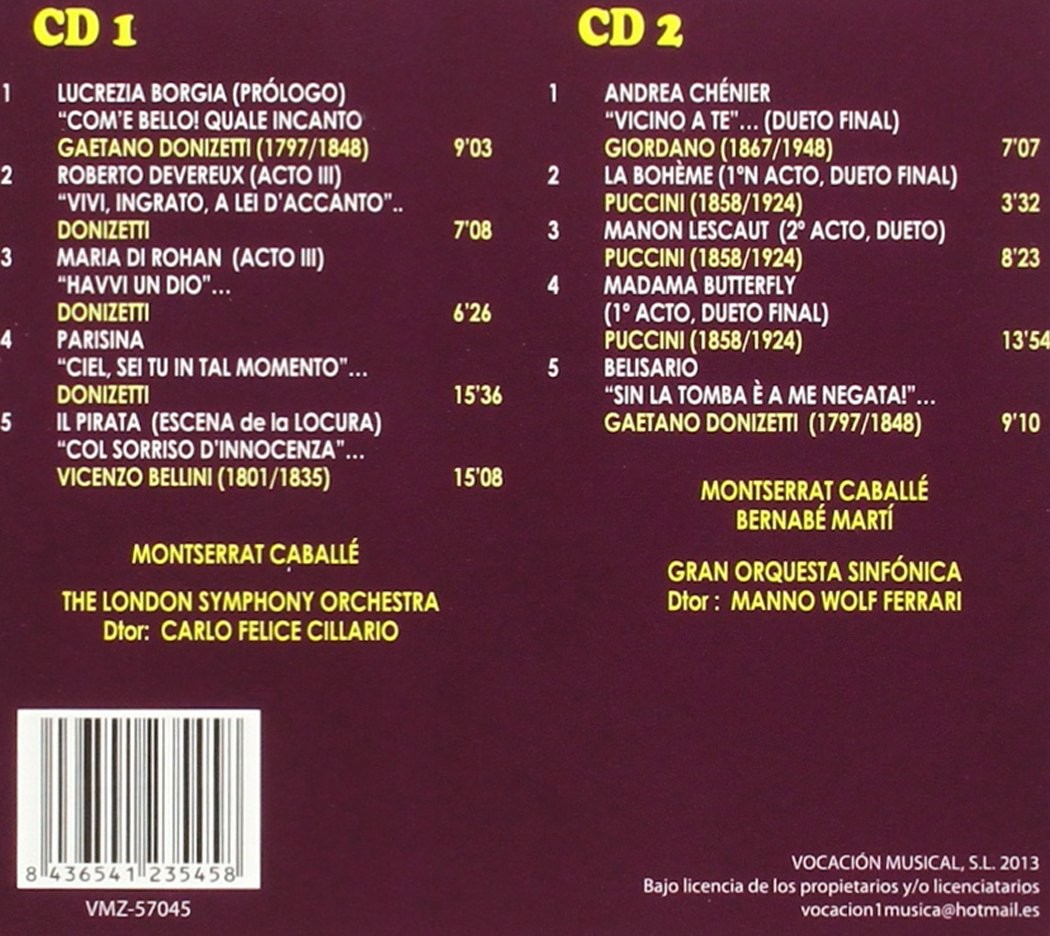 CD 1
1 LUCREZIA BORGIA (PRÓLOGO)
“COM'E BELLO! QUALE INCANTO
GAETANO DONIZETTI (1797/1848) 9'03
2 ROBERTO DEVEREUX (ACTO III)
“VIVI, INGRATO, A LEI D'ACCANTO”..
DONIZETTI 7'08
3 MARIA DI ROHAN (ACTO III)
“HAVVI UN DIO”...
DONIZETTI 6'26
4 PARISINA
“CIEL, SEI TU IN TAL MOMENTO”...
DONIZETTI 15'36
5 IL PIRATA (ESCENA de la LOCURA)
“COL SORRISO D'INNOCENZA”...
VICENZO BELLINI (1801/1835) 15'08
MONTSERRAT CABALLÉ
THE LONDON SYMPHONY ORCHESTRA
Dtor: CARLO FELICE CILLARIO
CD 2
1 ANDREA CHÉNIER
“VICINO A TE”... (DUETO FINAL)
GIORDANO (1867/1948) 7'07
2 LA BOHÈME (1ºN ACTO, DUETO FINAL)
PUCCINI (1858/1924) 3'32
3 MANON LESCAUT (2º ACTO, DUETO)
PUCCINI (1858/1924) 8'23
4 MADAMA BUTTERFLY
(1º ACTO, DUETO FINAL)
PUCCINI (1858/1924) 13'54
5 BELISARIO
“SIN LA TOMBA È A ME NEGATA!”...
GAETANO DONIZETTI (1797/1848) 9'10
MONTSERRAT CABALLÉ
BERNABÉ MARTÍ
GRAN ORQUESTA SINFÓNICA
Dtor : MANNO WOLF FERRARI
8 436541 235458
VMZ-57045
VOCACIÓN MUSICAL, S.L. 2013
Bajo licencia de los propietarios y/o licenciatarios
vocacion1musica@hotmail.es